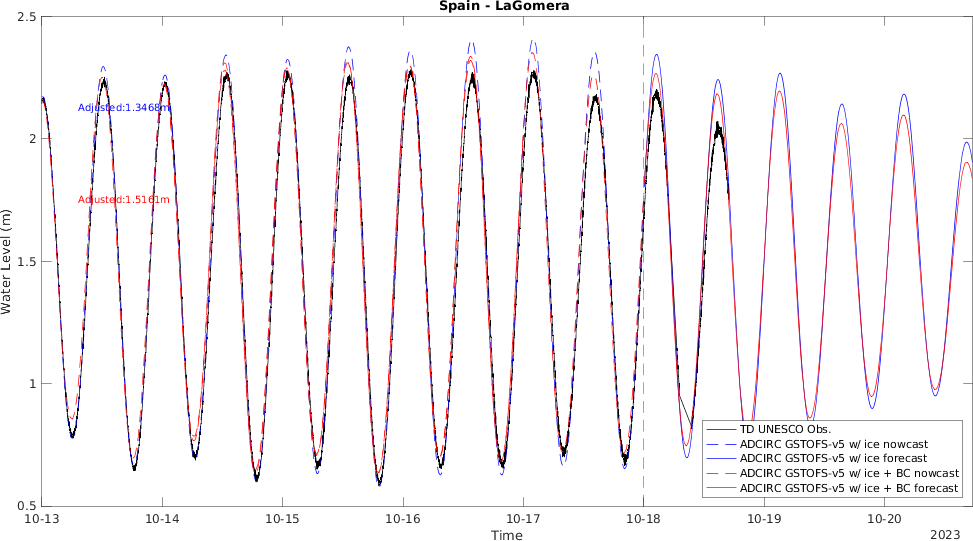 Spain - LaGomera
2.5
2
1.5
1
0.5
Water Level (m)
Adjusted:1.3468m
Adjusted:1.5161m
TD UNESCO Obs.
ADCIRC GSTOFS-v5 w/ ice nowcast
ADCIRC GSTOFS-v5 w/ ice forecast
ADCIRC GSTOFS-v5 w/ ice + BC nowcast
ADCIRC GSTOFS-v5 w/ ice + BC forecast
10-13 10-14 10-15 10-16 10-17 10-18 10-19 10-20
Time
2023